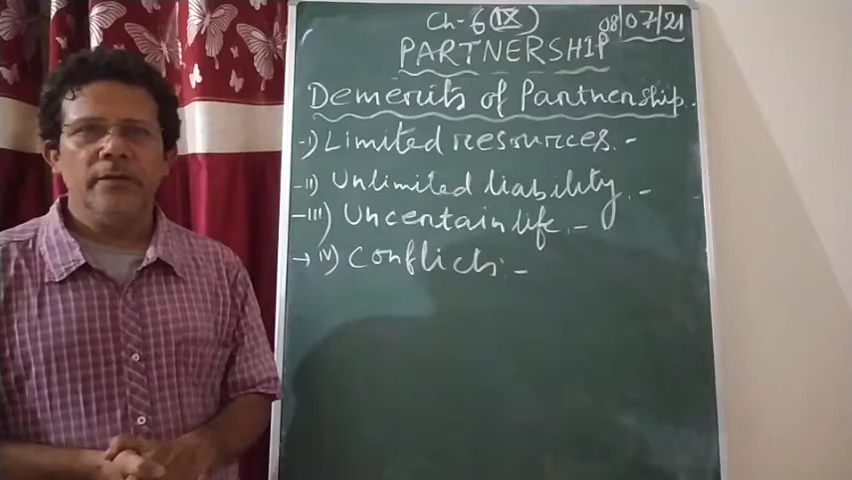 Ch-6 (IX) 08/07/21
PARTNERSHIP
Demerits of Partnership.
-i) Limited resources. -
-ii) Unlimited liability. -
-iii) Uncertain life. -
→ iv) Conflicts. -